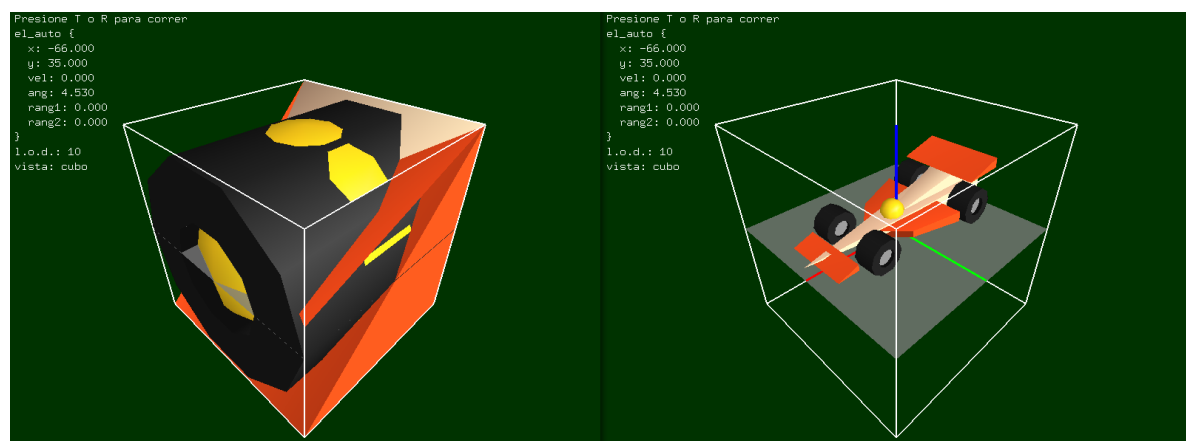 Presione T o R para correr
el_auto {
  x: -66.000
  y: 35.000
  vel: 0.000
  ang: 4.530
  rang1: 0.000
  rang2: 0.000
}
l.o.d.: 10
vista: cubo
Presione T o R para correr
el_auto {
  x: -66.000
  y: 35.000
  vel: 0.000
  ang: 4.530
  rang1: 0.000
  rang2: 0.000
}
l.o.d.: 10
vista: cubo